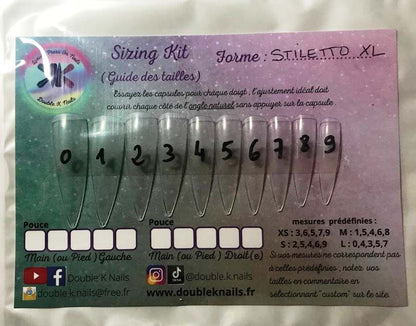 Sizing Kit
(Guide des tailles)
Forme : STILETTO XL
Double K Nails
Essayez les capsules pour chaque doigt, l'ajustement idéal doit
couvrir chaque côté de l'ongle naturel sans appuyer sur la capsule
0 1 2 3 4 5 6 7 8 9
Pouce
Main (ou Pied) Gauche
Pouce
Main (ou Pied) Droit(e)
mesures prédéfinies :
XS : 3,6,5,7,9 M : 1,5,4,6,8
S : 2,5,4,6,9 L : 0,4,3,5,7
Si vos mesures ne correspondent pas
à celles prédéfinies, notez vos
tailles en commentaire en
sélectionnant "custom" sur le site.
Double K Nails
@double.k.nails
double.k.nails@free.fr
www.doubleknails.fr